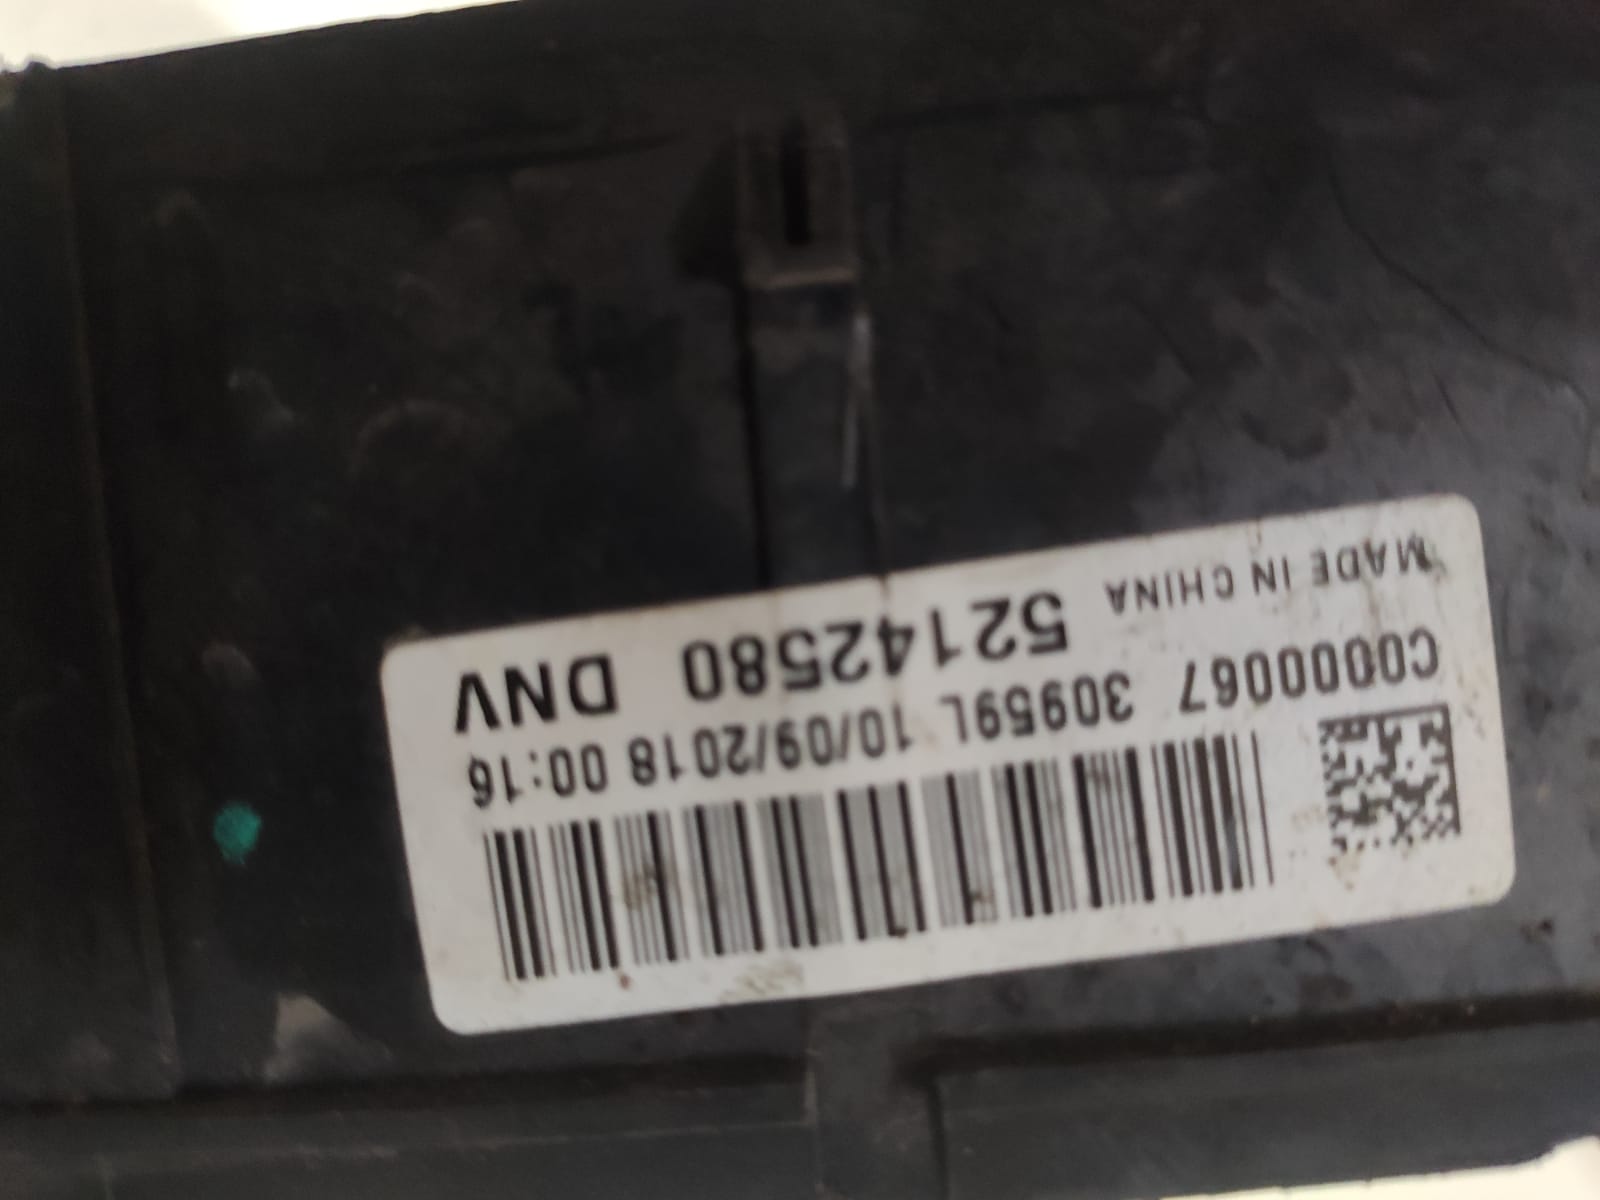 C0000067 30959L 10/09/2018 00:16
52142580 DNV
MADE IN CHINA